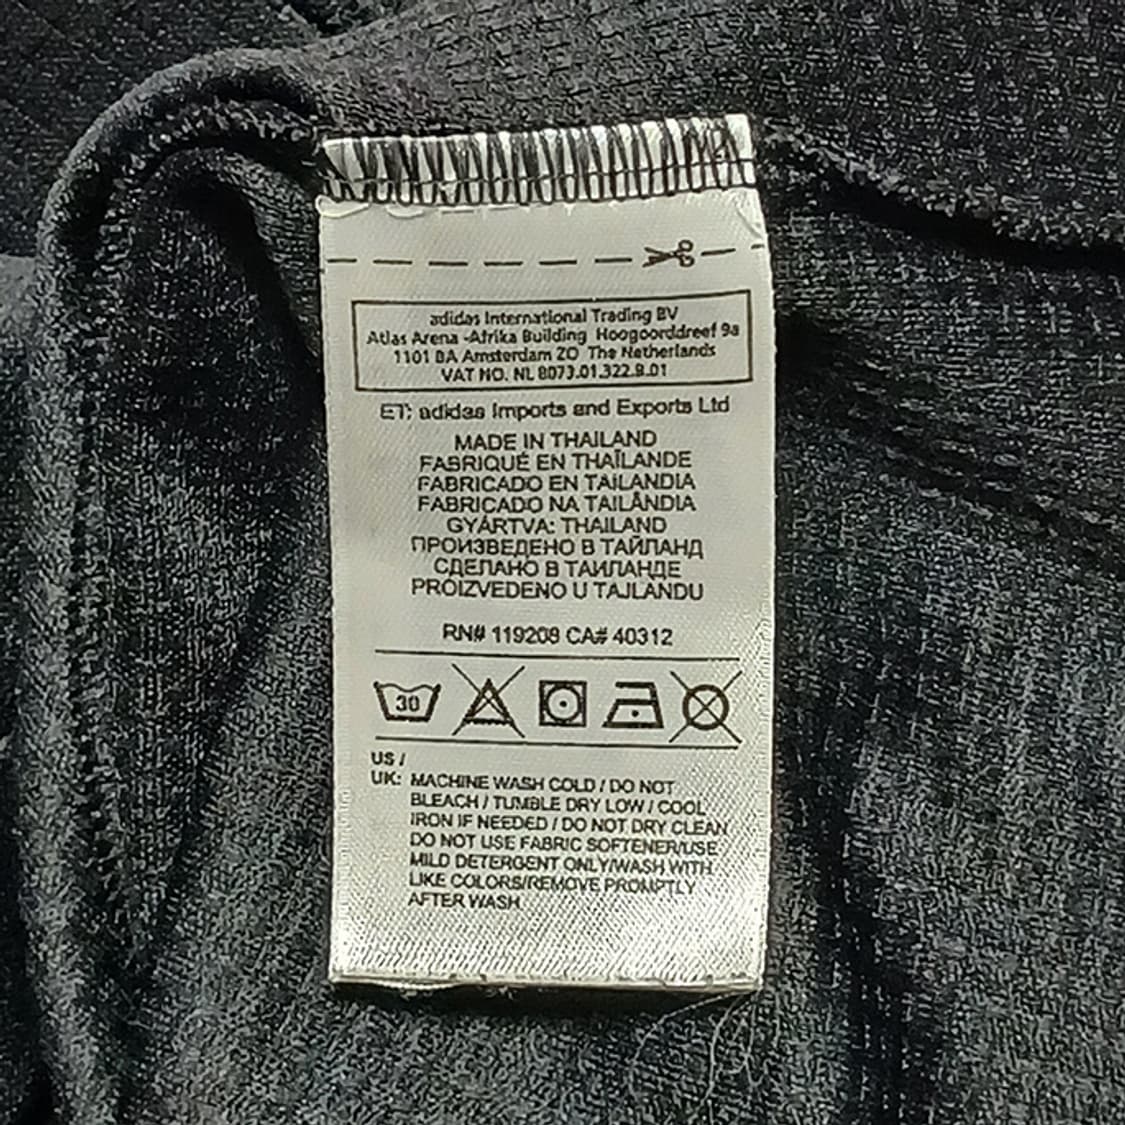 adidas International Trading BV
Atlas Arena -Afrika Building Hoogoorddreef 9a
1101 BA Amsterdam ZO The Netherlands
VAT NO. NL 8073.01.322.B.01
ET: adidas Imports and Exports Ltd
MADE IN THAILAND
FABRIQUÉ EN THAÏLANDE
FABRICADO EN TAILANDIA
FABRICADO NA TAILÂNDIA
GYÁRTVA: THAILAND
ПРОИЗВЕДЕНО В ТАЙЛАНД
СДЕЛАНО В ТАИЛАНДЕ
PROIZVEDENO U TAJLANDU
RN# 119208 CA# 40312
30
US /
UK: MACHINE WASH COLD / DO NOT
BLEACH / TUMBLE DRY LOW / COOL
IRON IF NEEDED / DO NOT DRY CLEAN
DO NOT USE FABRIC SOFTENER/USE
MILD DETERGENT ONLY/WASH WITH
LIKE COLORS/REMOVE PROMPTLY
AFTER WASH